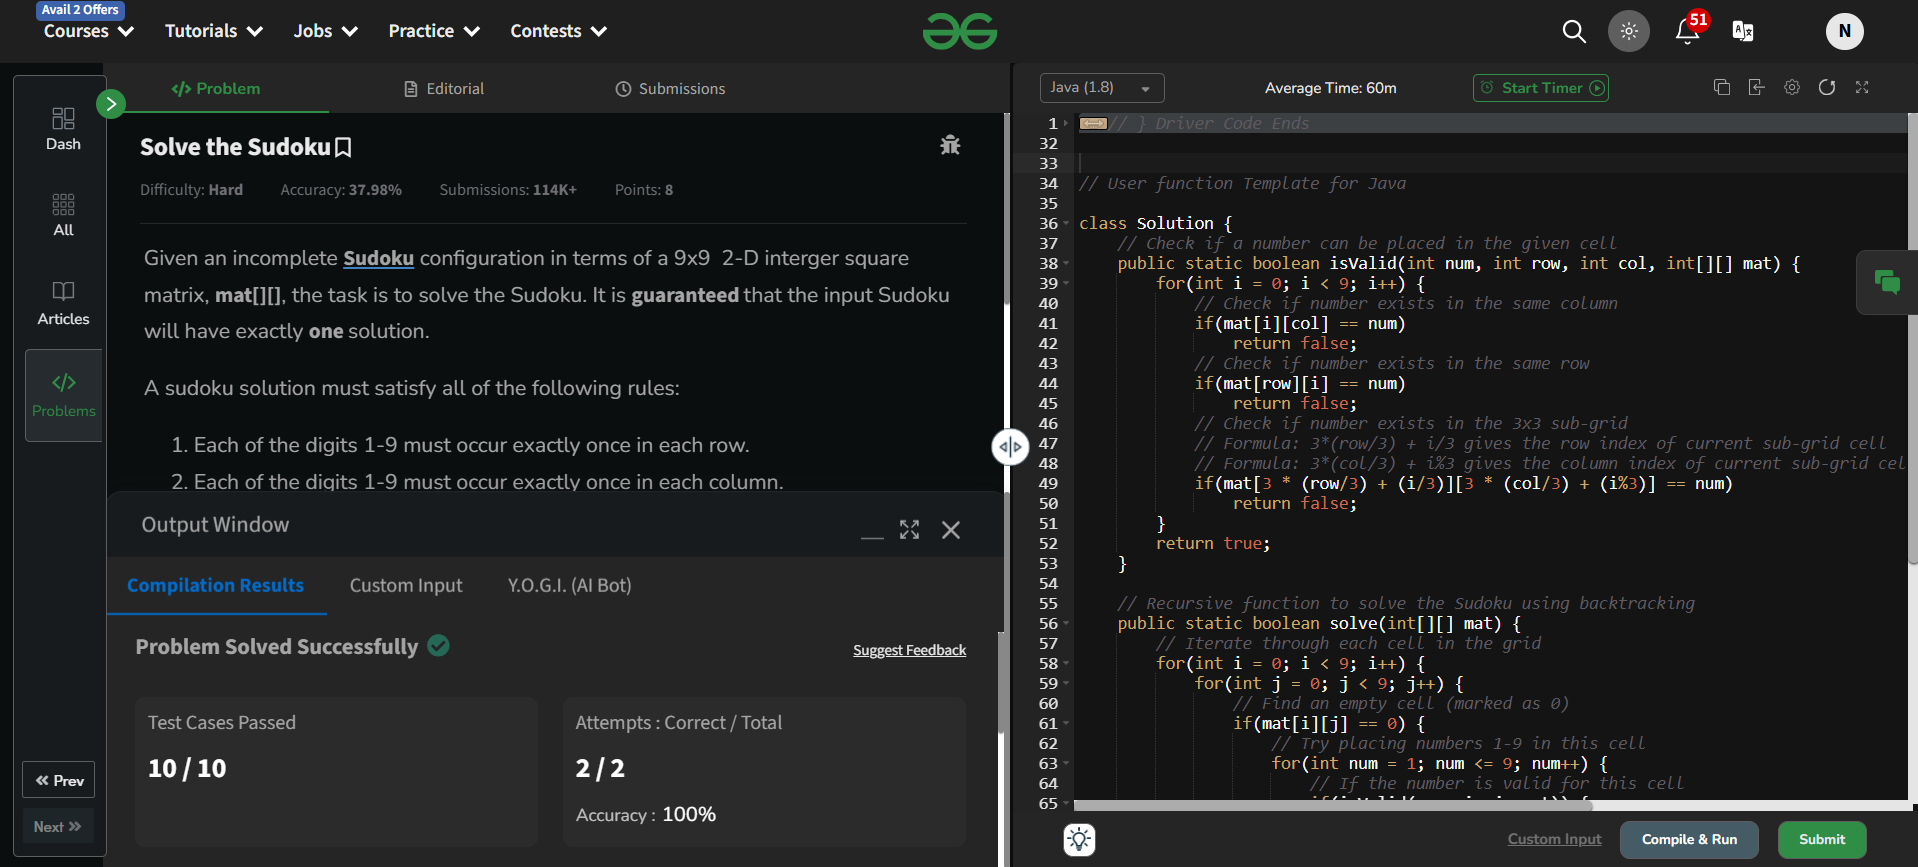 Avail 2 Offers
Courses Tutorials Jobs Practice Contests
51
N
Dash
All
Articles
Problems
Prev
Next
</> Problem Editorial Submissions
Solve the Sudoku
Difficulty: Hard Accuracy: 37.98% Submissions: 114K+ Points: 8
Given an incomplete Sudoku configuration in terms of a 9x9 2-D interger square
matrix, mat[][], the task is to solve the Sudoku. It is guaranteed that the input Sudoku
will have exactly one solution.
A sudoku solution must satisfy all of the following rules:
1. Each of the digits 1-9 must occur exactly once in each row.
2. Each of the digits 1-9 must occur exactly once in each column.
Output Window
Compilation Results Custom Input Y.O.G.I. (AI Bot)
Problem Solved Successfully
Suggest Feedback
Test Cases Passed
10 / 10
Attempts : Correct / Total
2 / 2
Accuracy : 100%
Java (1.8) Average Time: 60m Start Timer
1 // } Driver Code Ends
32
33
34 // User function Template for Java
35
36 class Solution {
37 // Check if a number can be placed in the given cell
38 public static boolean isValid(int num, int row, int col, int[][] mat) {
39 for(int i = 0; i < 9; i++) {
40 // Check if number exists in the same column
41 if(mat[i][col] == num)
42 return false;
43 // Check if number exists in the same row
44 if(mat[row][i] == num)
45 return false;
46 // Check if number exists in the 3x3 sub-grid
47 // Formula: 3*(row/3) + i/3 gives the row index of current sub-grid cell
48 // Formula: 3*(col/3) + i%3 gives the column index of current sub-grid cel
49 if(mat[3 * (row/3) + (i/3)][3 * (col/3) + (i%3)] == num)
50 return false;
51 }
52 return true;
53 }
54
55 // Recursive function to solve the Sudoku using backtracking
56 public static boolean solve(int[][] mat) {
57 // Iterate through each cell in the grid
58 for(int i = 0; i < 9; i++) {
59 for(int j = 0; j < 9; j++) {
60 // Find an empty cell (marked as 0)
61 if(mat[i][j] == 0) {
62 // Try placing numbers 1-9 in this cell
63 for(int num = 1; num <= 9; num++) {
64 // If the number is valid for this cell
65
Custom Input Compile & Run Submit